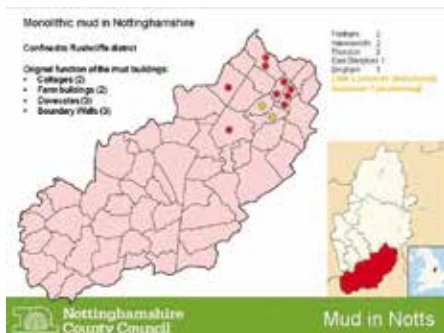 Monolithic mud in Nottinghamshire
Confined to Rushcliffe district
Original function of the mud buildings:
• Cottages (2)
• Farm buildings (2)
• Dovecotes (3)
• Boundary Walls (3)
Flintham 2
Hawksworth 2
Thoroton 3
East Bridgford 1
Bingham 1
Nottinghamshire
County Council
Mud in Notts